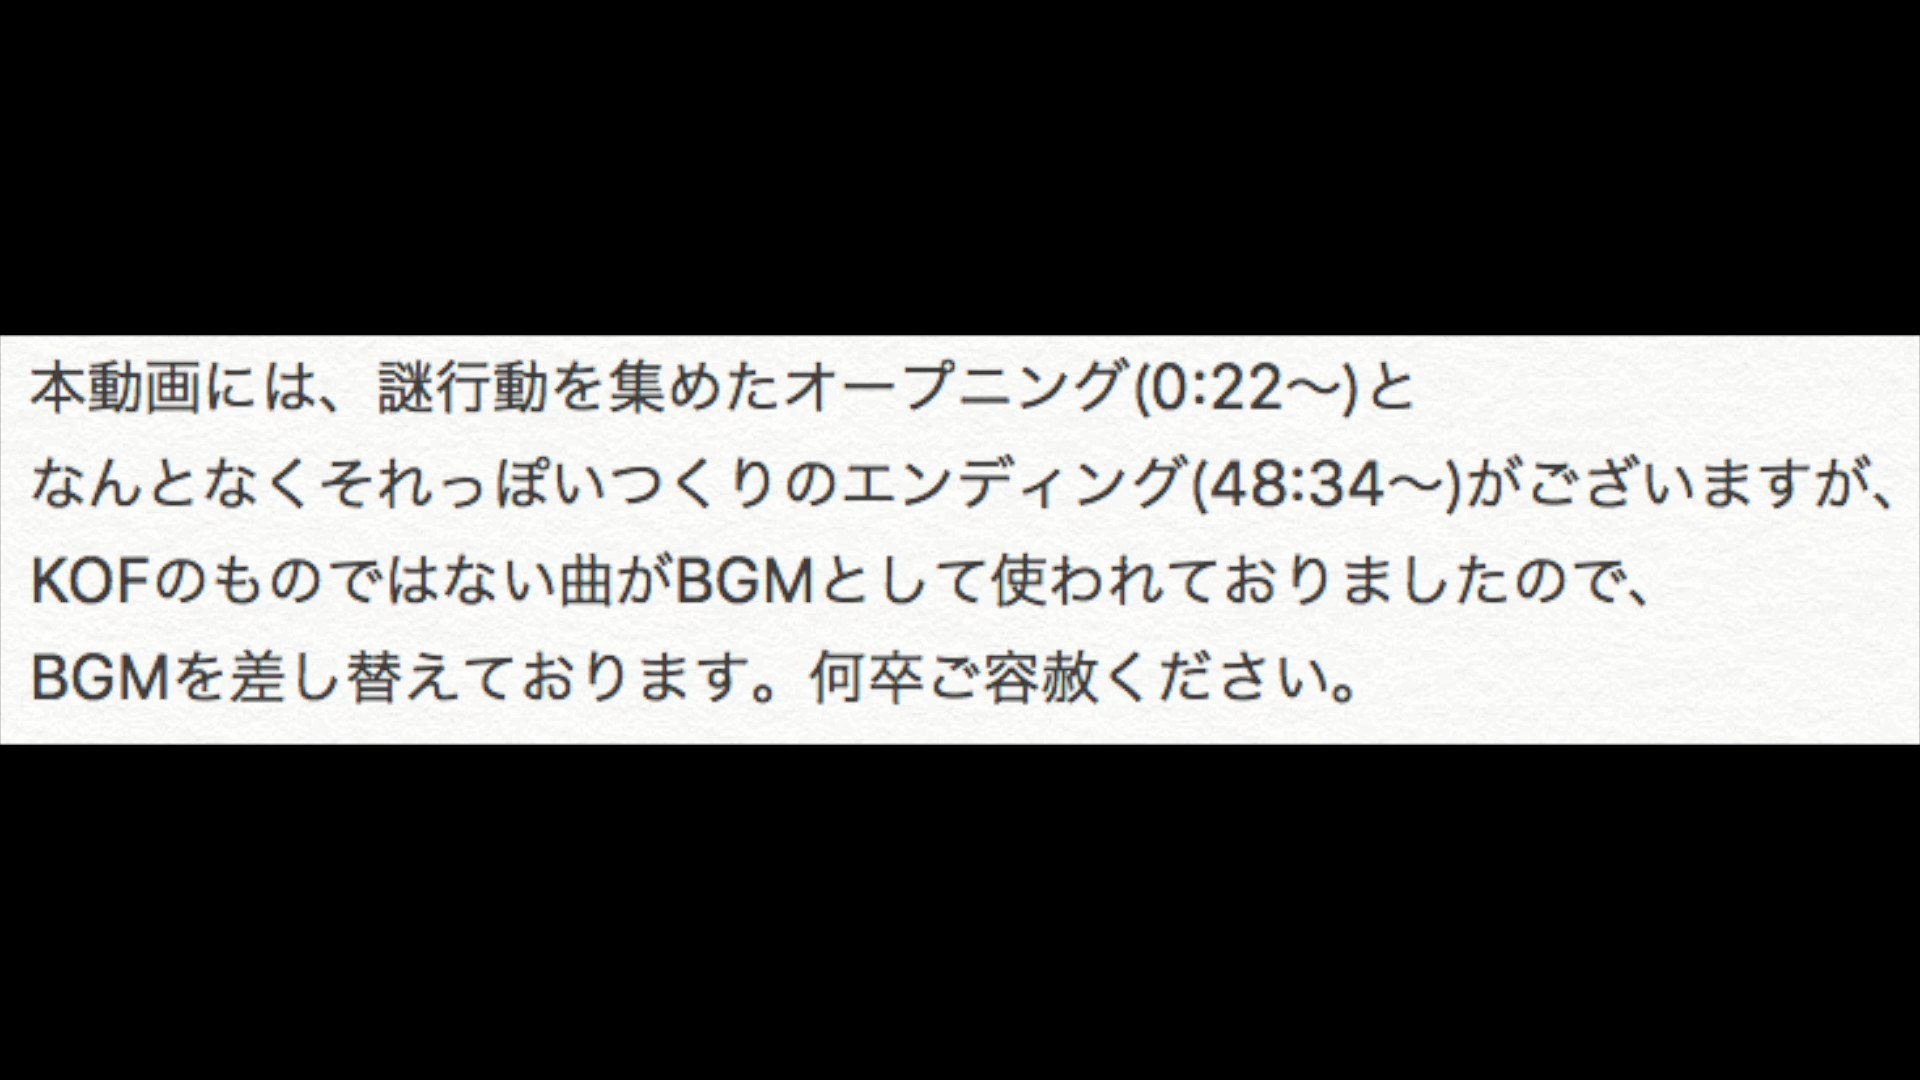 本動画には、謎行動を集めたオープニング(0:22〜)と
なんとなくそれっぽいつくりのエンディング(48:34〜)がございますが、
KOFのものではない曲がBGMとして使われておりましたので、
BGMを差し替えております。何卒ご容赦ください。